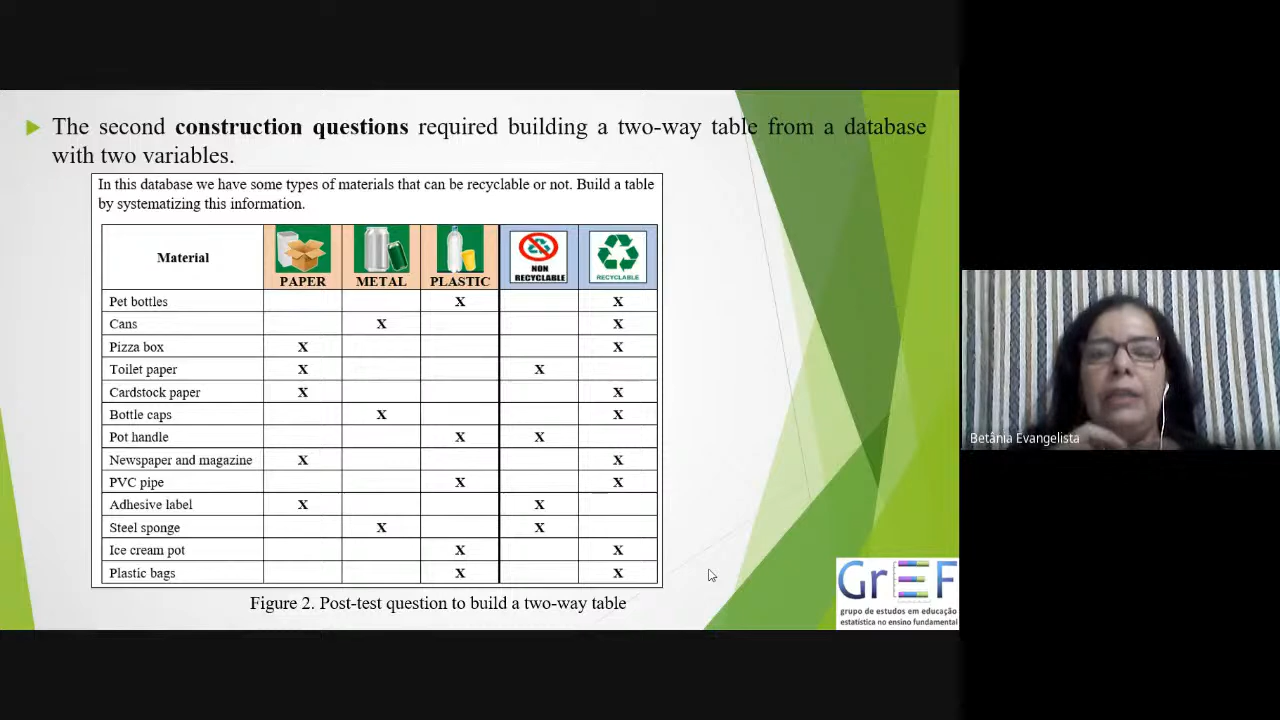 The second construction questions required building a two-way table from a database
with two variables.
In this database we have some types of materials that can be recyclable or not. Build a table
by systematizing this information.
Material PAPER METAL PLASTIC NON RECYCLABLE RECYCLABLE
Pet bottles X X
Cans X X
Pizza box X X
Toilet paper X X
Cardstock paper X X
Bottle caps X X
Pot handle X X
Newspaper and magazine X X
PVC pipe X X
Adhesive label X X
Steel sponge X X
Ice cream pot X X
Plastic bags X X
Figure 2. Post-test question to build a two-way table
GrEF
grupo de estudos em educação
estatística no ensino fundamental
Betânia Evangelista